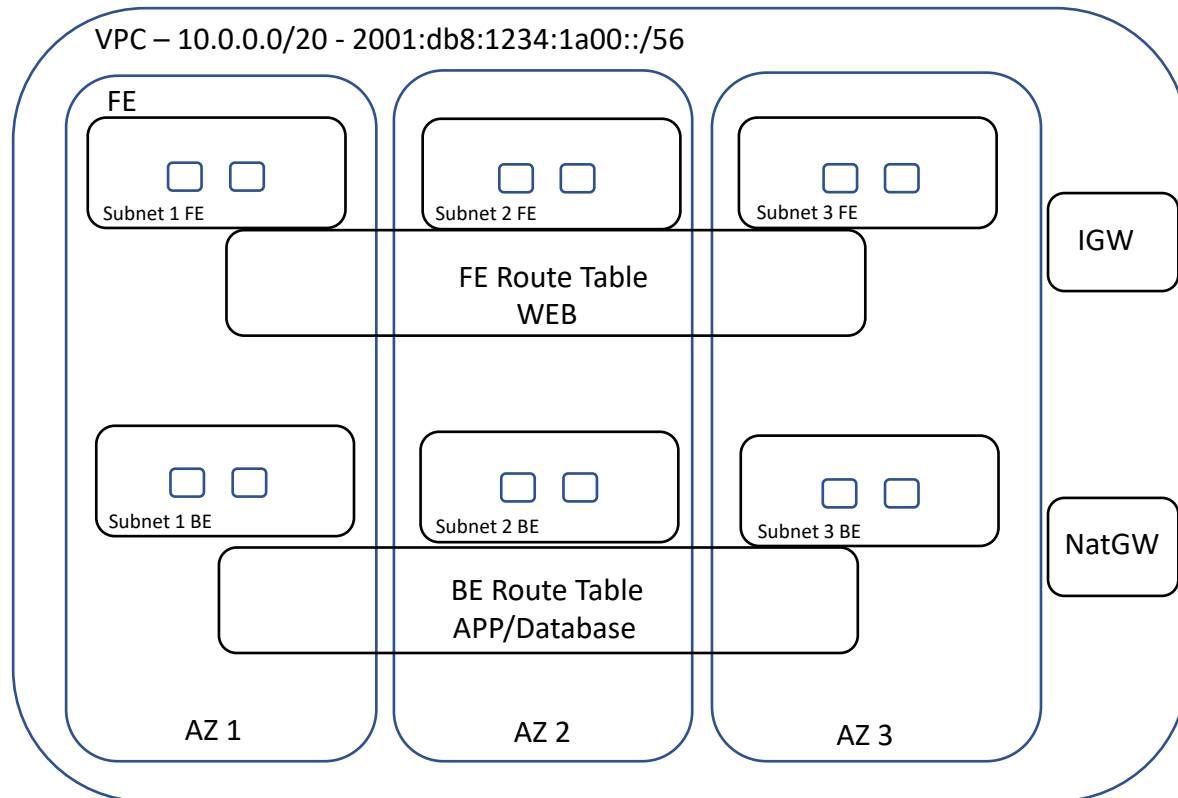 VPC – 10.0.0.0/20 - 2001:db8:1234:1a00::/56
FE
Subnet 1 FE
Subnet 2 FE
Subnet 3 FE
IGW
FE Route Table
WEB
Subnet 1 BE
Subnet 2 BE
Subnet 3 BE
NatGW
BE Route Table
APP/Database
AZ 1
AZ 2
AZ 3